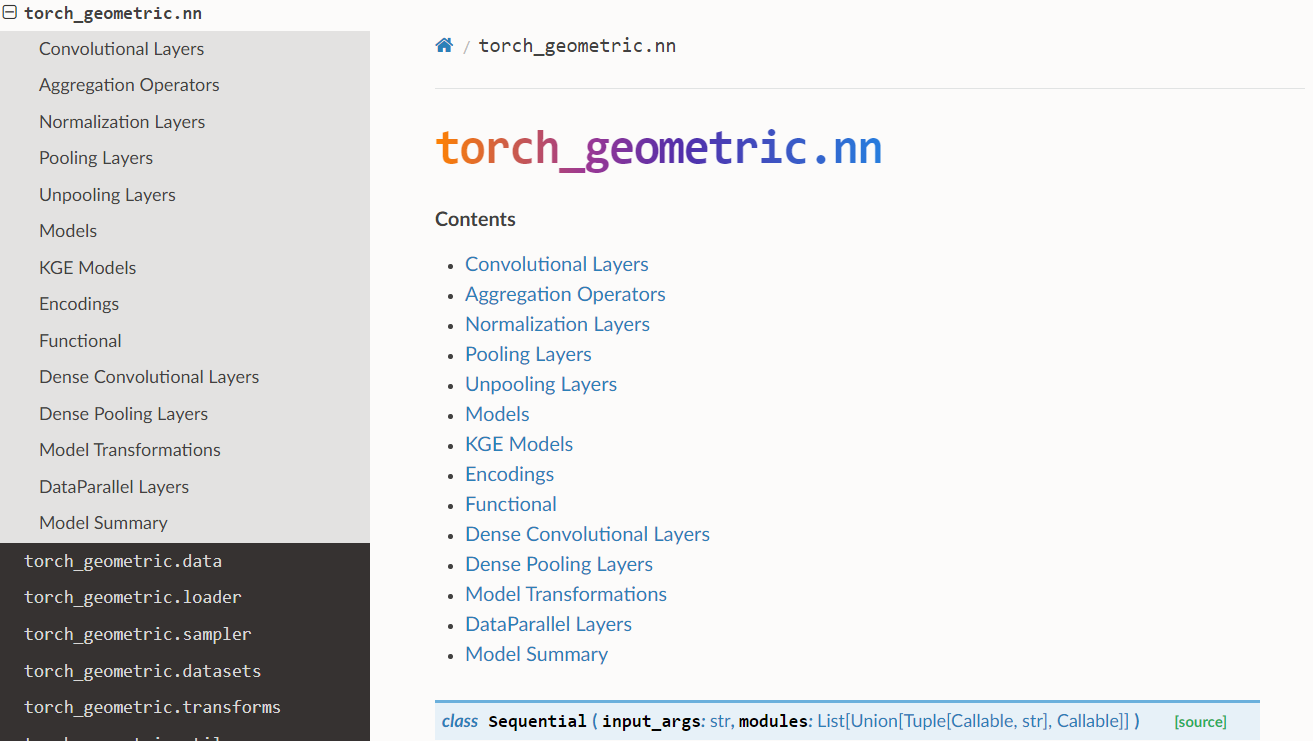 torch_geometric.nn
Convolutional Layers
Aggregation Operators
Normalization Layers
Pooling Layers
Unpooling Layers
Models
KGE Models
Encodings
Functional
Dense Convolutional Layers
Dense Pooling Layers
Model Transformations
DataParallel Layers
Model Summary
torch_geometric.data
torch_geometric.loader
torch_geometric.sampler
torch_geometric.datasets
torch_geometric.transforms
/ torch_geometric.nn
torch_geometric.nn
Contents
• Convolutional Layers
• Aggregation Operators
• Normalization Layers
• Pooling Layers
• Unpooling Layers
• Models
• KGE Models
• Encodings
• Functional
• Dense Convolutional Layers
• Dense Pooling Layers
• Model Transformations
• DataParallel Layers
• Model Summary
class Sequential ( input_args: str, modules: List[Union[Tuple[Callable, str], Callable]] ) [source]